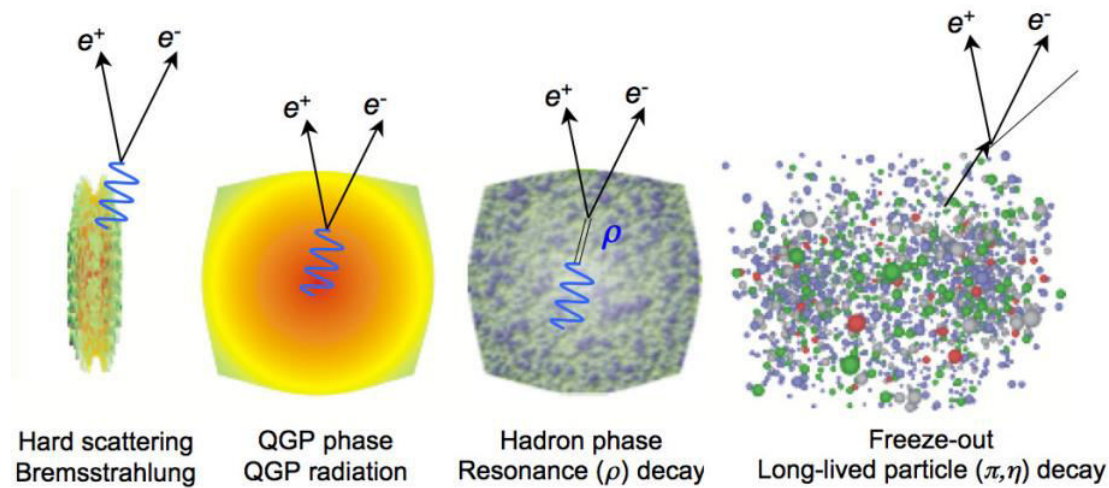 e+ e-
e+ e-
e+ e-
e+ e-
ρ
Hard scattering
Bremsstrahlung
QGP phase
QGP radiation
Hadron phase
Resonance (ρ) decay
Freeze-out
Long-lived particle (π,η) decay